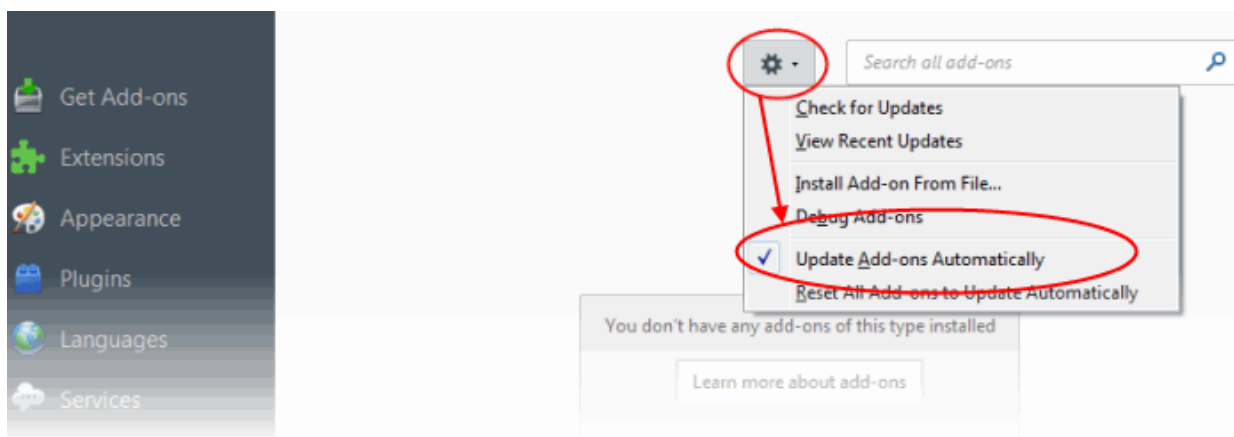 Get Add-ons
Extensions
Appearance
Plugins
Languages
Services
Search all add-ons
Check for Updates
View Recent Updates
Install Add-on From File...
Debug Add-ons
Update Add-ons Automatically
Reset All Add-ons to Update Automatically
You don't have any add-ons of this type installed
Learn more about add-ons